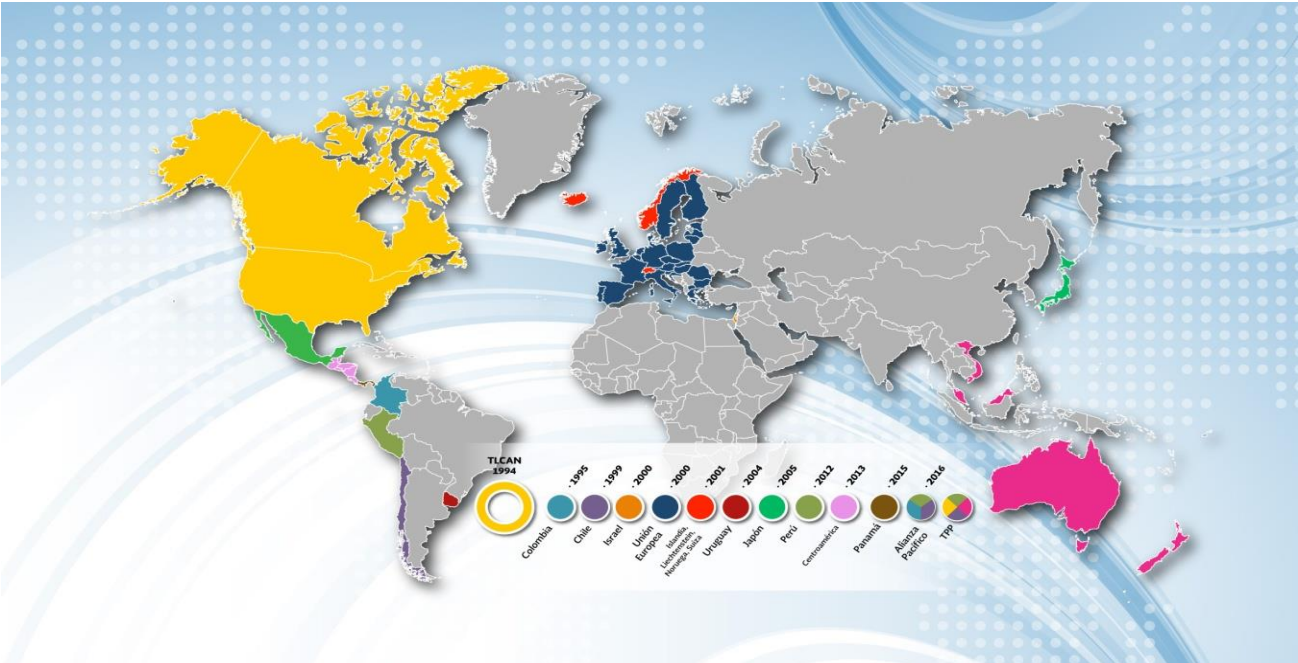 TLCAN
1994
- 1995
Colombia
- 1999
Chile
- 2000
Israel
- 2000
Unión
Europea
- 2001
Islandia,
Liechtenstein,
Noruega, Suiza
- 2004
Uruguay
- 2005
Japón
- 2012
Perú
- 2013
Centroamérica
- 2015
Panamá
- 2016
Alianza
Pacífico
TPP